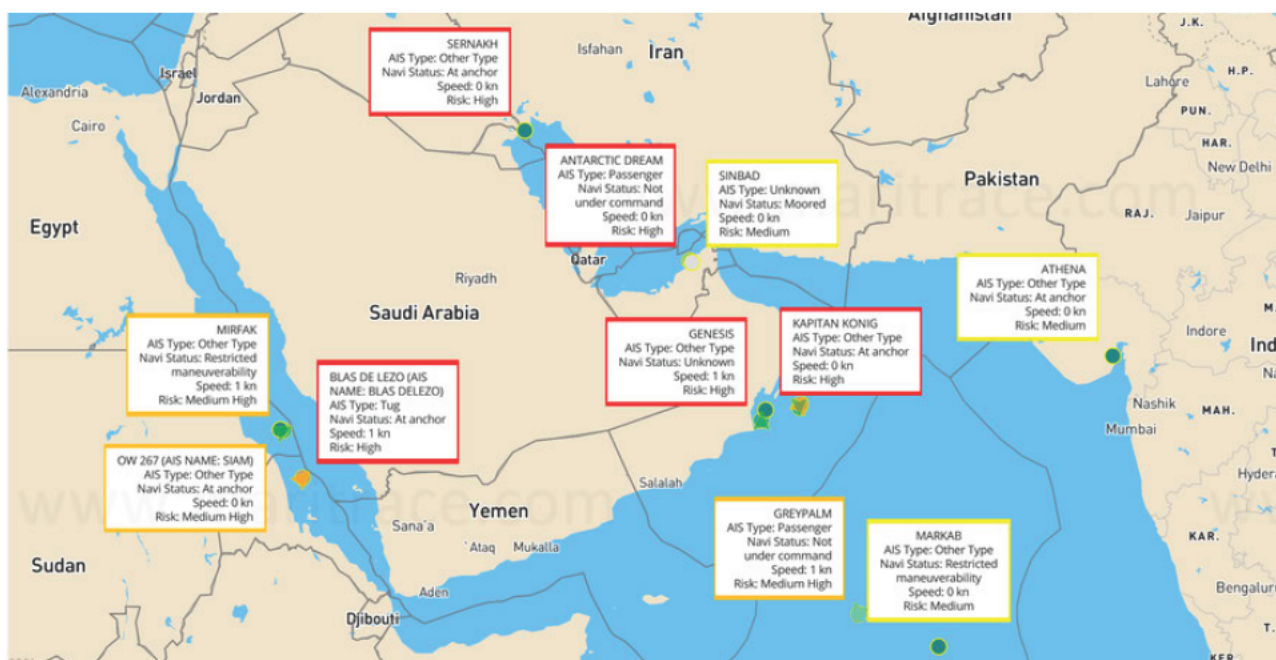 Afghanistan
J.K.
SERNAKH
AIS Type: Other Type
Navi Status: At anchor
Speed: 0 kn
Risk: High
Isfahan
Iran
Israel
Jordan
Alexandria
Cairo
Lahore
H.P.
PUN.
HAR.
New Delhi
ANTARCTIC DREAM
AIS Type: Passenger
Navi Status: Not
under command
Speed: 0 kn
Risk: High
SINBAD
AIS Type: Unknown
Navi Status: Moored
Speed: 0 kn
Risk: Medium
Pakistan
RAJ.
Jaipur
Egypt
Qatar
Riyadh
Saudi Arabia
ATHENA
AIS Type: Other Type
Navi Status: At anchor
Speed: 0 kn
Risk: Medium
MIRFAK
AIS Type: Other Type
Navi Status: Restricted
maneuverability
Speed: 1 kn
Risk: Medium High
GENESIS
AIS Type: Other Type
Navi Status: Unknown
Speed: 1 kn
Risk: High
KAPITAN KONIG
AIS Type: Other Type
Navi Status: At anchor
Speed: 0 kn
Risk: High
Indore
Ind
BLAS DE LEZO (AIS
NAME: BLAS DELEZO)
AIS Type: Tug
Navi Status: At anchor
Speed: 1 kn
Risk: High
Nashik
MAH.
Mumbai
OW 267 (AIS NAME: SIAM)
AIS Type: Other Type
Navi Status: At anchor
Speed: 0 kn
Risk: Medium High
Salalah
Hydera
Yemen
Sana'a
`Ataq
Mukalla
GREYPALM
AIS Type: Passenger
Navi Status: Not
under command
Speed: 1 kn
Risk: Medium High
MARKAB
AIS Type: Other Type
Navi Status: Restricted
maneuverability
Speed: 0 kn
Risk: Medium
KAR.
Sudan
Aden
Bengaluru
Djibouti
T.
KER.